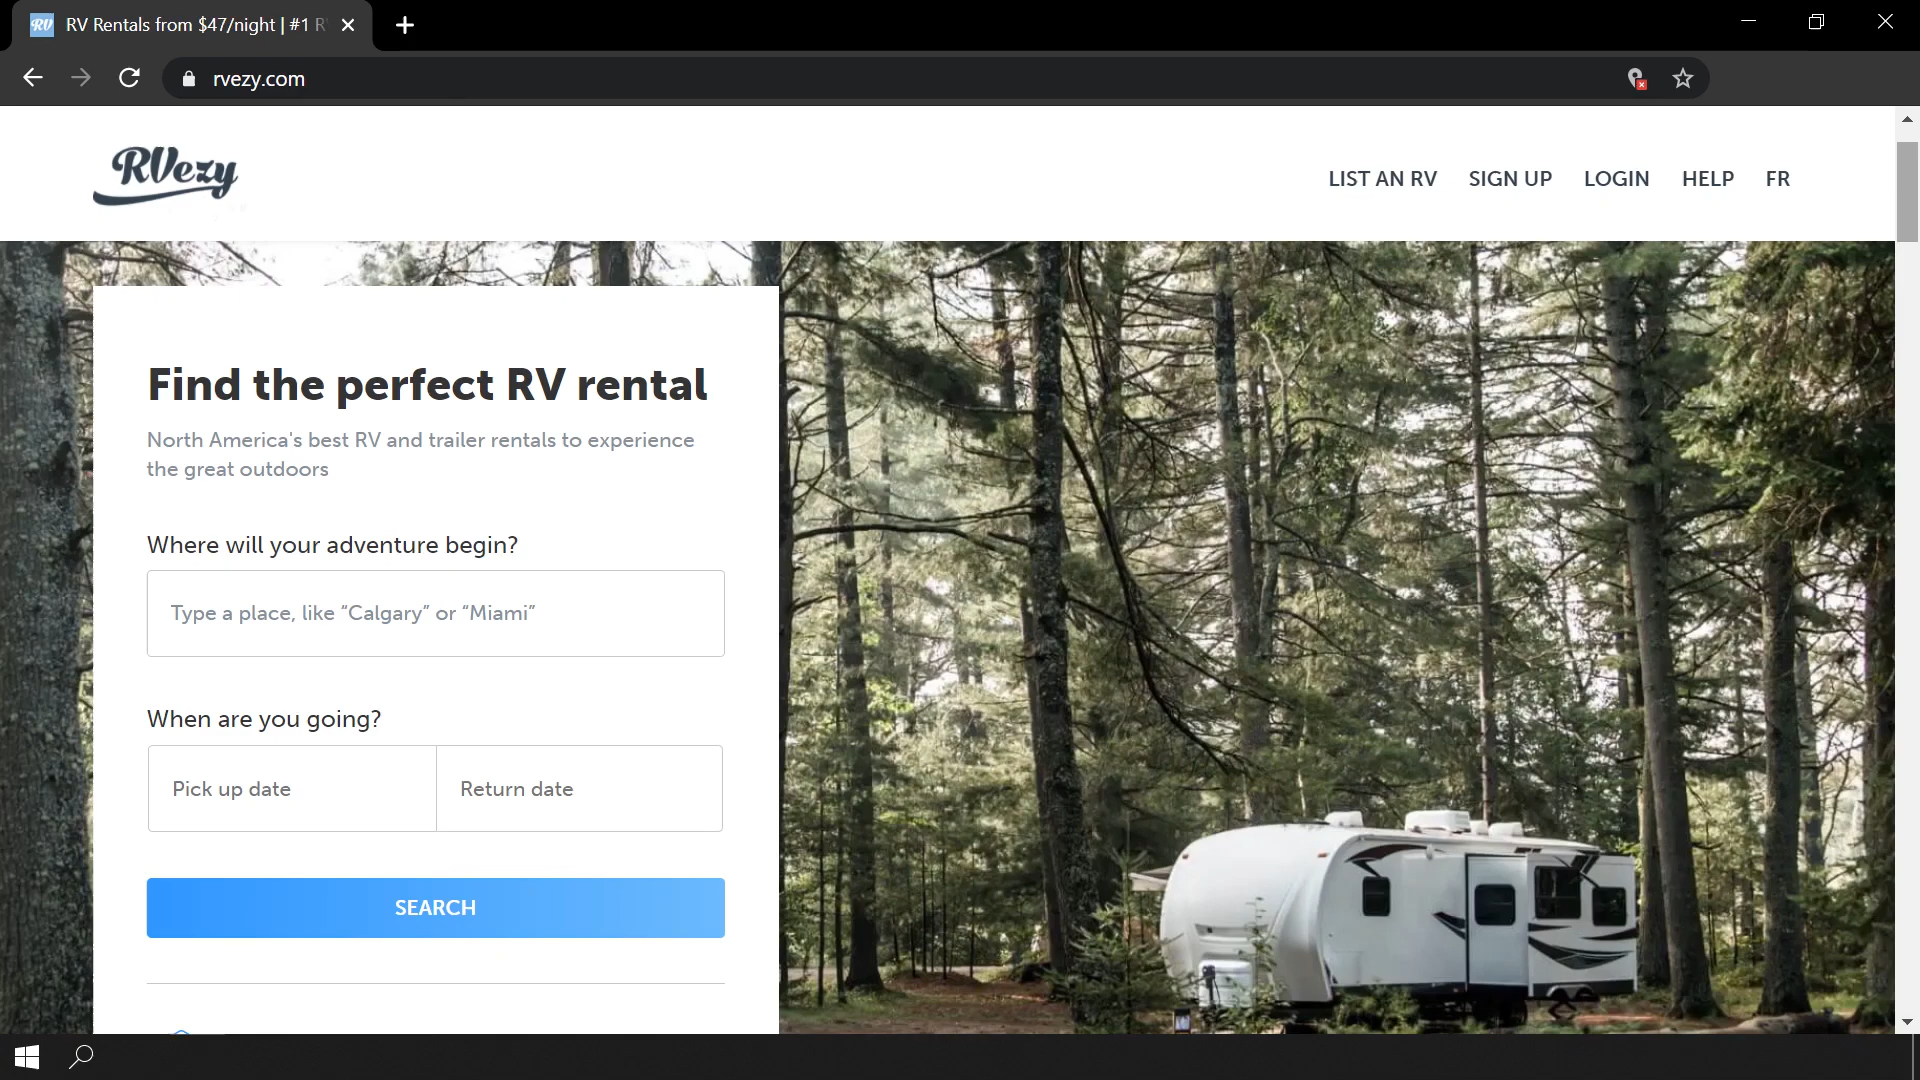 RV
RV Rentals from $47/night | #1 R
rvezy.com
RVezy
LIST AN RV
SIGN UP
LOGIN
HELP
FR
Find the perfect RV rental
North America's best RV and trailer rentals to experience
the great outdoors
Where will your adventure begin?
Type a place, like “Calgary” or “Miami”
When are you going?
Pick up date
Return date
SEARCH